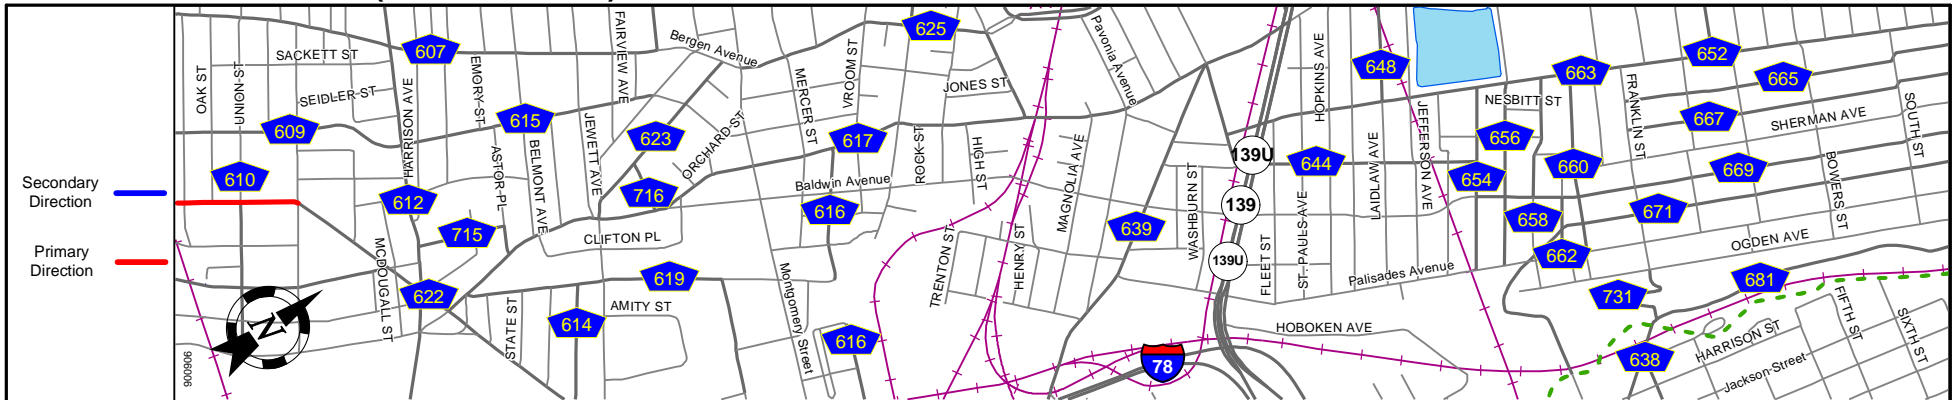 Secondary
Direction
Primary
Direction
900906
OAK ST
UNION ST
SACKETT ST
SEIDLER ST
609
610
607
HARRISON AVE
612
MCDOUGALL ST
622
715
EMORY ST
ASTOR PL
615
BELMONT AVE
JEWETT AVE
FAIRVIEW AVE
623
716
ORCHARD ST
CLIFTON PL
619
AMITY ST
614
STATE ST
Bergen Avenue
MERCER ST
VROOM ST
617
Baldwin Avenue
616
Montgomery Street
616
625
JONES ST
ROCK ST
HIGH ST
TRENTON ST
HENRY ST
MAGNOLIA AVE
Pavonia Avenue
639
WASHBURN ST
78
139U
139
139U
FLEET ST
ST. PAULS AVE
HOPKINS AVE
644
LAIDLAW AVE
648
JEFFERSON AVE
Palisades Avenue
HOBOKEN AVE
NESBITT ST
656
654
658
660
662
663
FRANKLIN ST
652
665
667
SHERMAN AVE
SOUTH ST
669
671
BOWERS ST
OGDEN AVE
681
731
638
HARRISON ST
Jackson Street
FIFTH ST
SIXTH ST
N